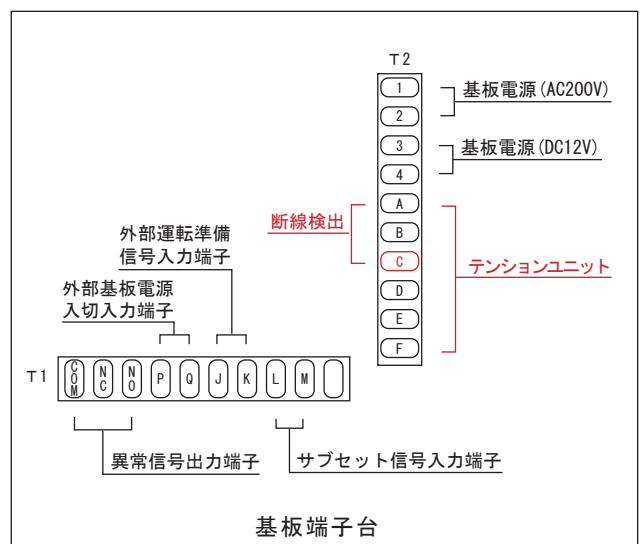 T2
1
基板電源(AC200V)
2
3
基板電源(DC12V)
4
A
断線検出
B
C
テンションユニット
D
E
F
外部運転準備
信号入力端子
外部基板電源
入切入力端子
T1
COM
NC
NO
P
Q
J
K
L
M
異常信号出力端子
サブセット信号入力端子
基板端子台